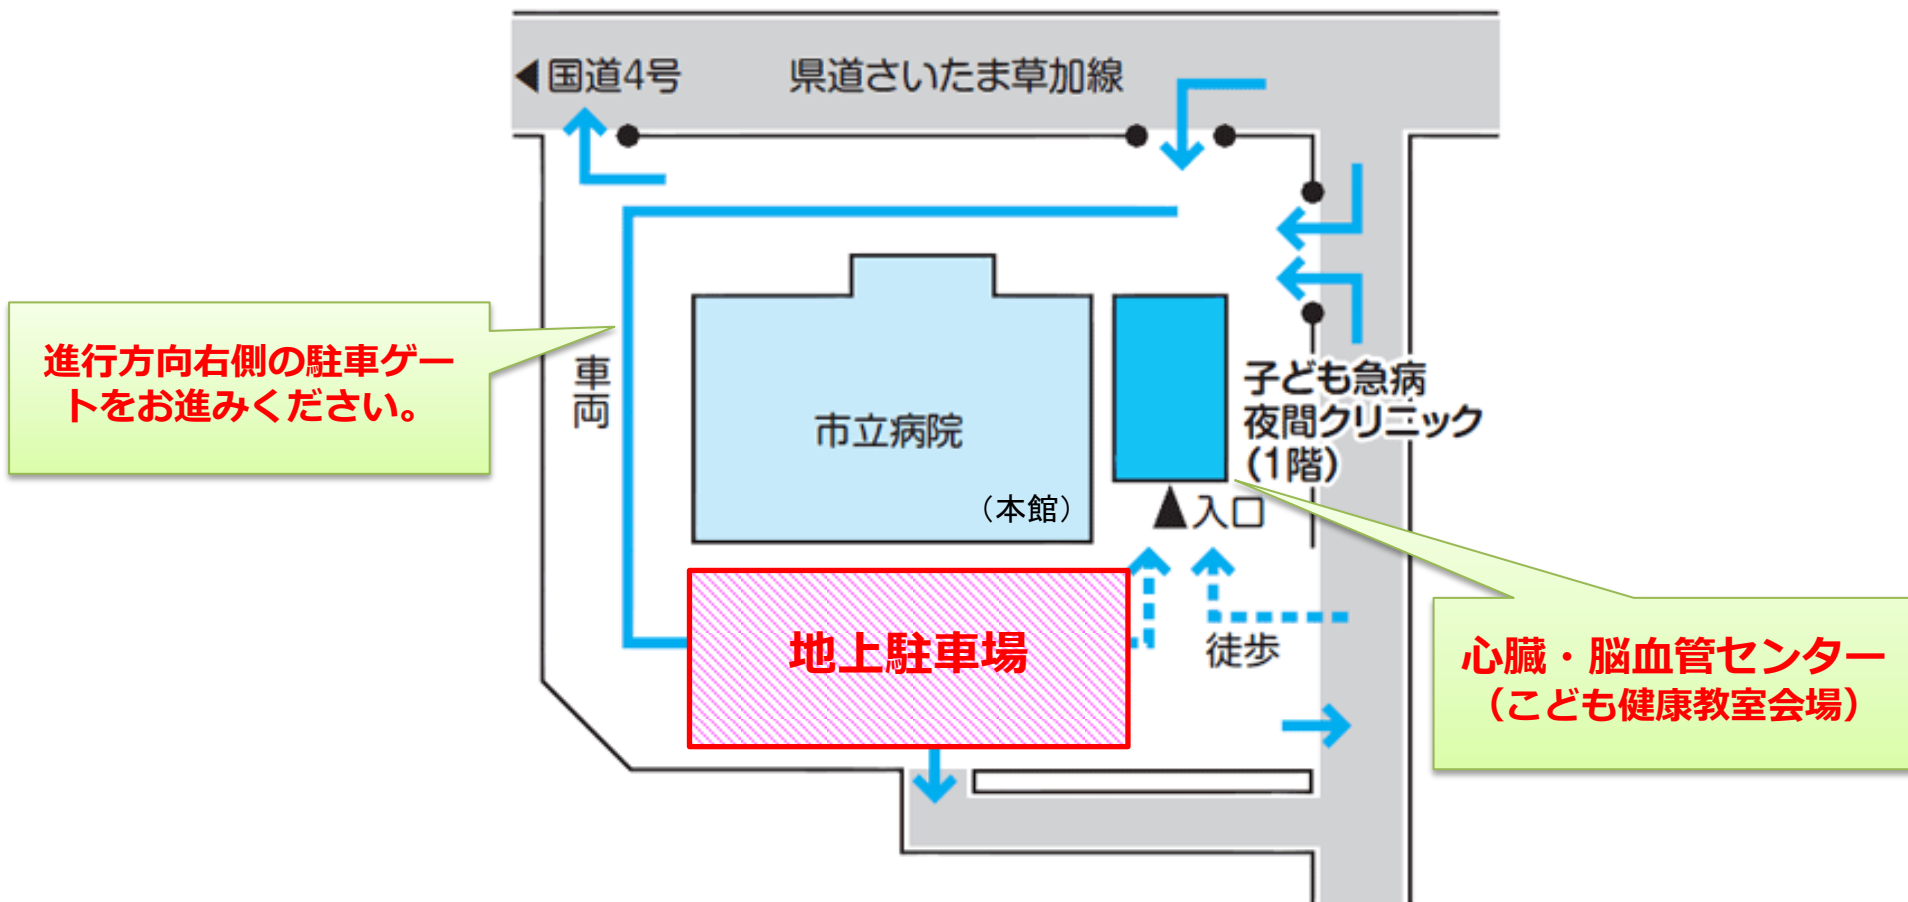 ◀国道4号
県道さいたま草加線
進行方向右側の駐車ゲー
トをお進みください。
車両
市立病院
（本館）
子ども急病
夜間クリニック
(1階)
▲入口
地上駐車場
徒歩
心臓・脳血管センター
（こども健康教室会場）